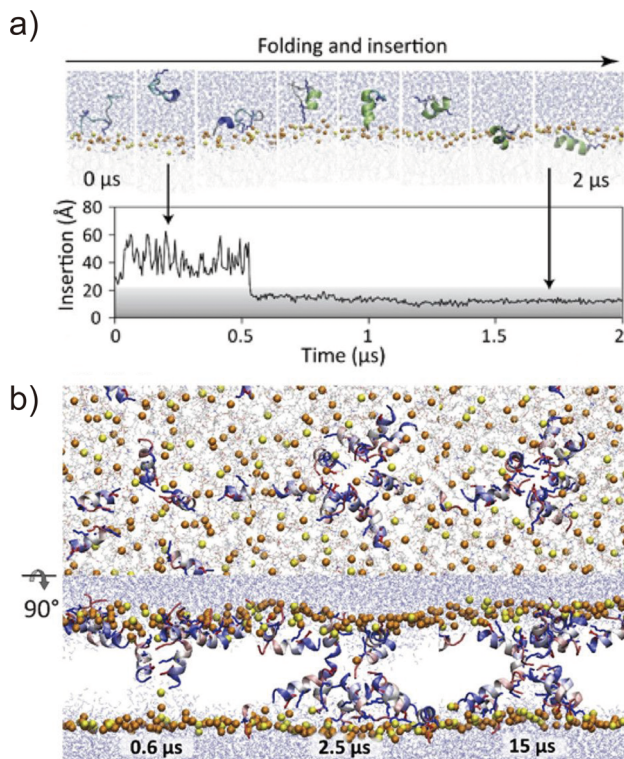 a)
Folding and insertion
0 µs
2 µs
Insertion (Å)
80
60
40
20
0
0
0.5
1
1.5
2
Time (µs)
b)
90°
0.6 µs
2.5 µs
15 µs